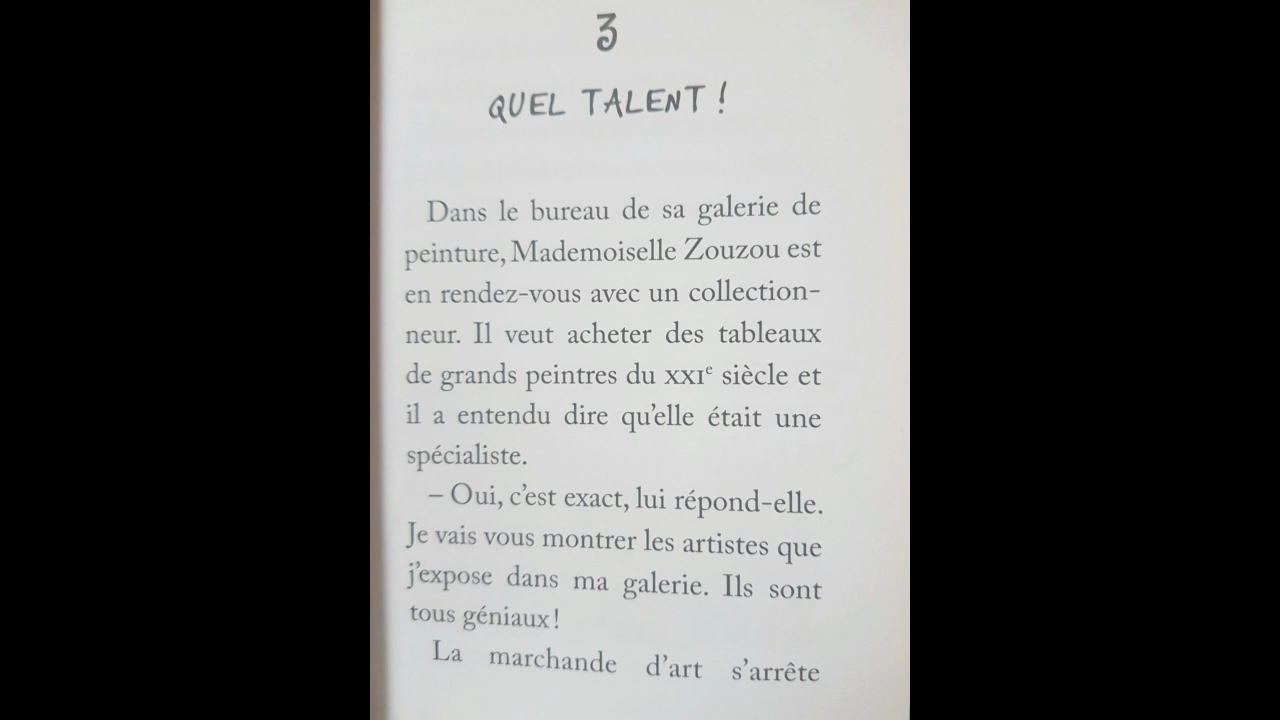 3
QUEL TALENT !
Dans le bureau de sa galerie de
peinture, Mademoiselle Zouzou est
en rendez-vous avec un collection-
neur. Il veut acheter des tableaux
de grands peintres du XXIe siècle et
il a entendu dire qu'elle était une
spécialiste.
– Oui, c'est exact, lui répond-elle.
Je vais vous montrer les artistes que
j'expose dans ma galerie. Ils sont
tous géniaux !
La marchande d'art s'arrête